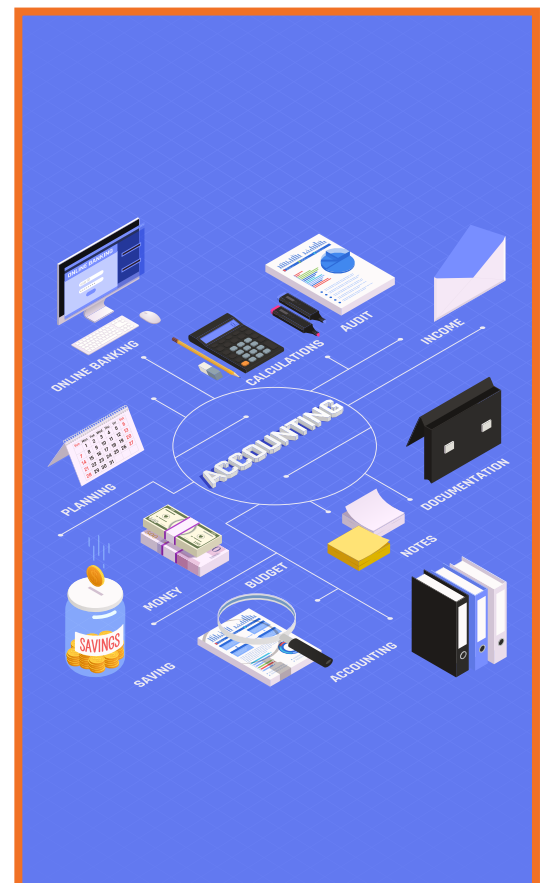 ONLINE BANKING
ONLINE BANKING
CALCULATIONS
AUDIT
INCOME
ACCOUNTING
PLANNING
DOCUMENTATION
MONEY
BUDGET
NOTES
SAVINGS
SAVING
ACCOUNTING